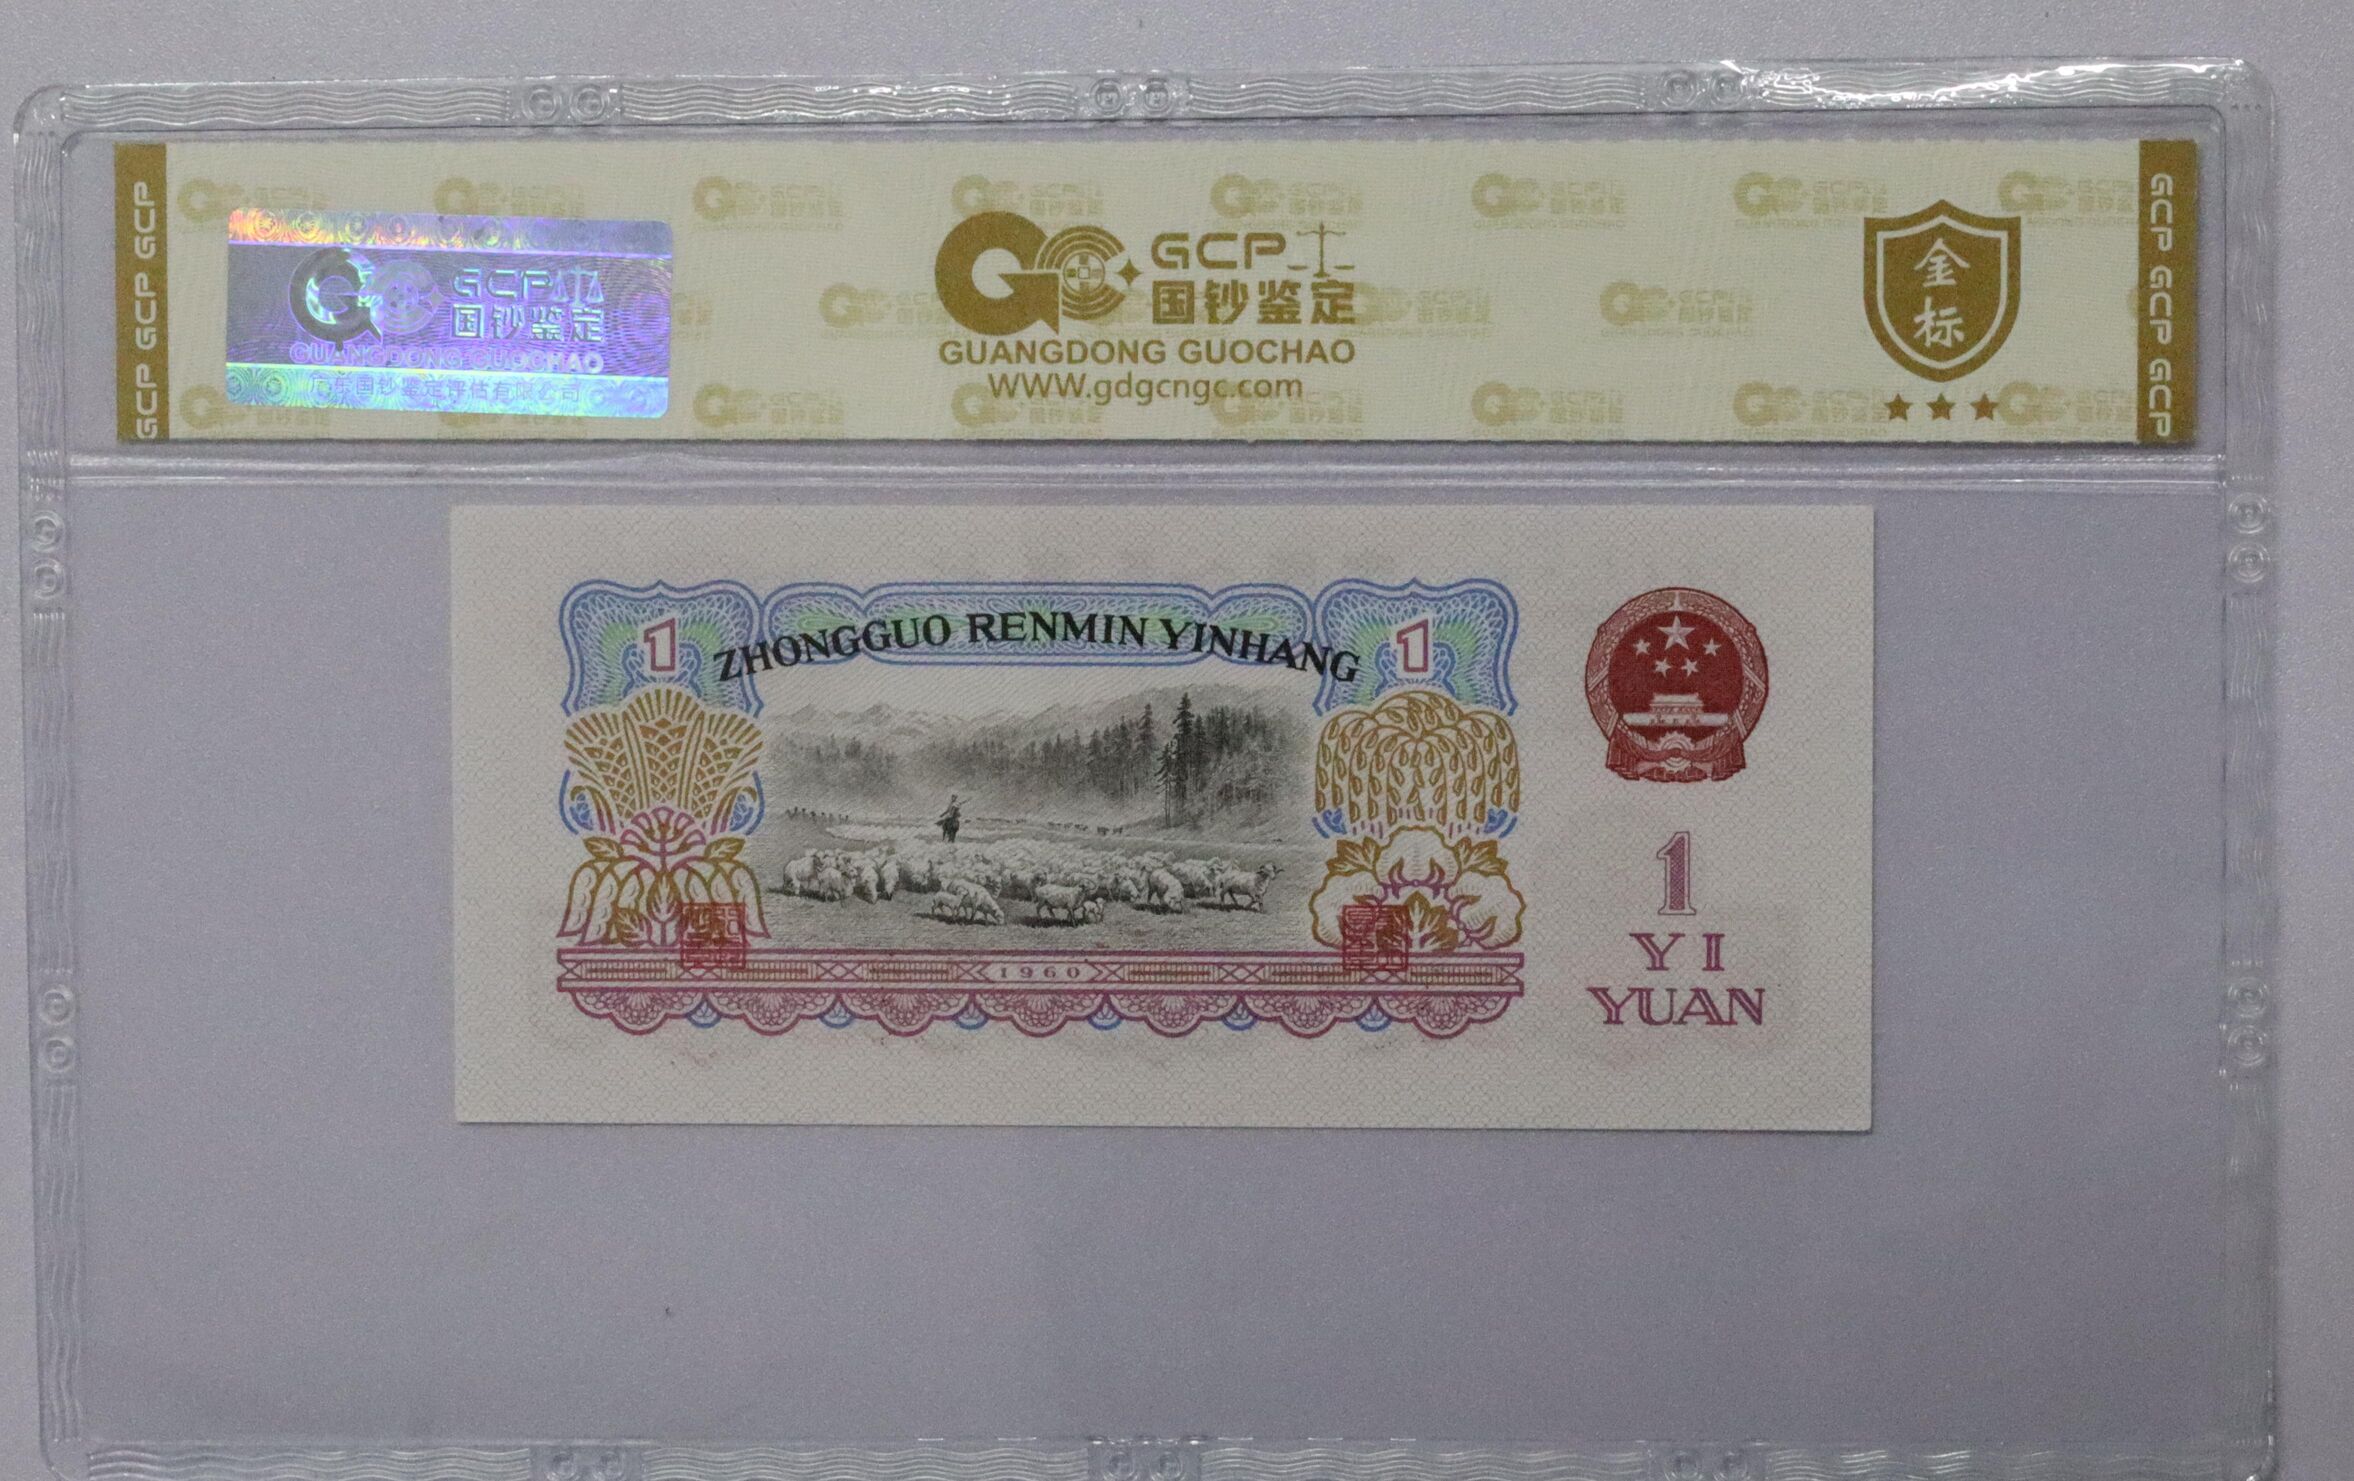 GCP GCP GCP
GCP 国钞鉴定
GUANGDONG GUOCHAO
广东国钞鉴定评估有限公司
GCP
国钞鉴定
GUANGDONG GUOCHAO
WWW.gdgcngc.com
金标
GCP GCP GCP
1
ZHONGGUO RENMIN YINHANG
1
1960
1
YI
YUAN